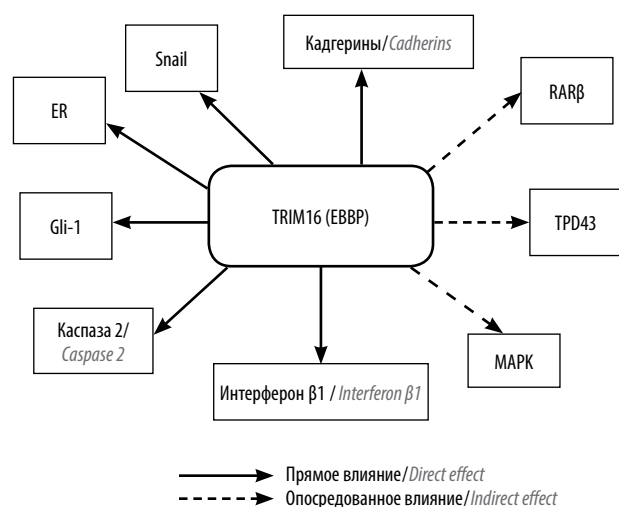 Кадгерины/Cadherins
Snail
RARβ
ER
TRIM16 (EBBP)
Gli-1
TPD43
Каспаза 2/
Caspase 2
MAPK
Интерферон β1 / Interferon β1
Прямое влияние/Direct effect
Опосредованное влияние/Indirect effect